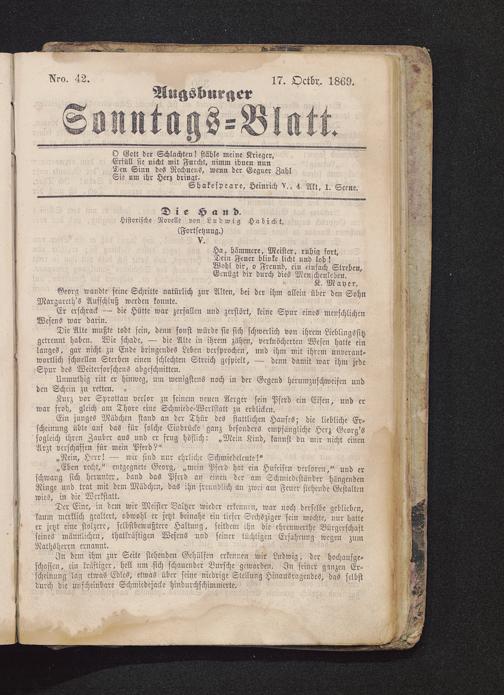 Nro. 42.
17. Octbr. 1869.
Augsburger
Sonntags=Blatt.
O Gott der Schlachten! stähle meine Krieger,
Erfüll sie nicht mit Furcht, nimm ihnen nun
Den Sinn des Rechnens, wenn der Gegner Zahl
Sie um ihr Herz bringt.
Shakespeare, Heinrich V., 4. Akt, 1. Scene.
Die Hand.
Historische Novelle von Ludwig Habicht.
(Fortsetzung.)
V.
Ha, hämmere, Meister, ruhig fort,
Dein Feuer blinke licht und loh!
Wohl dir, o Freund, ein einfach Streben,
Genügt dir durch dies Menschenleben.
K. Mayer.
Georg wandte seine Schritte natürlich zur Alten, bei der ihm allein über den Sohn
Margareth's Aufschluß werden konnte.
Er erschrak — die Hütte war zerfallen und zerstört, keine Spur eines menschlichen
Wesens war darin.
Die Alte mußte todt sein, denn sonst würde sie sich schwerlich von ihrem Lieblingssitz
getrennt haben. Wie schade, — die Alte in ihrem zähen, verknöcherten Wesen hatte ein
langes, gar nicht zu Ende bringendes Leben versprochen, und ihm mit ihrem unverant-
wortlich schnellen Sterben einen schlechten Streich gespielt, — denn damit war ihm jede
Spur des Weiterforschens abgeschnitten.
Unmuthig ritt er hinweg, um wenigstens noch in der Gegend herumzuschweifen und
den Schein zu retten.
Kurz vor Sprottau verlor zu seinem neuen Aerger sein Pferd ein Eisen, und er
war froh, gleich am Thore eine Schmiede-Werkstatt zu erblicken.
Ein junges Mädchen stand an der Thür des stattlichen Hauses; die liebliche Er-
scheinung übte auf das für solche Eindrücke ganz besonders empfängliche Herz Georg's
sogleich ihren Zauber aus und er frug höflich: „Mein Kind, kannst du mir nicht einen
Arzt verschaffen für mein Pferd?"
„Nein, Herr! — wir sind nur ehrliche Schmiedleute!"
„Eben recht," entgegnete Georg, „mein Pferd hat ein Hufeisen verloren," und er
schwang sich herunter, band das Pferd an einen der am Schmiedeständer hängenden
Ringe und trat mit dem Mädchen, das ihn freundlich an zwei am Feuer stehende Gestalten
wies, in die Werkstatt.
Der Eine, in dem wir Meister Walther wieder erkennen, war noch derselbe geblieben,
kaum merklich gealtert, obwohl er jetzt beinahe ein tiefer Sechsziger sein mochte, nur hatte
er jetzt eine stolzere, selbstbewußtere Haltung, seitdem ihn die ehrenwerthe Bürgerschaft
seines männlichen, thatkräftigen Wesens und seiner tüchtigen Erfahrung wegen zum
Rathsherrn ernannt.
In dem ihm zur Seite stehenden Gehilfen erkennen wir Ludwig, der hochaufge-
schossen, ein kräftiger, hell um sich schauender Bursche geworden. In seiner ganzen Er-
scheinung lag etwas Edles, etwas über seine niedrige Stellung Hinausragendes, das selbst
durch die unscheinbare Schmiedejacke hindurchschimmerte.